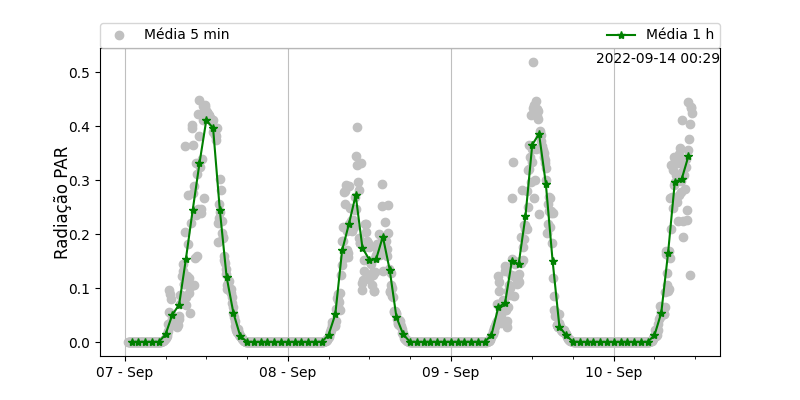 Média 5 min
Média 1 h
2022-09-14 00:29
Radiação PAR
0.5
0.4
0.3
0.2
0.1
0.0
07 - Sep
08 - Sep
09 - Sep
10 - Sep